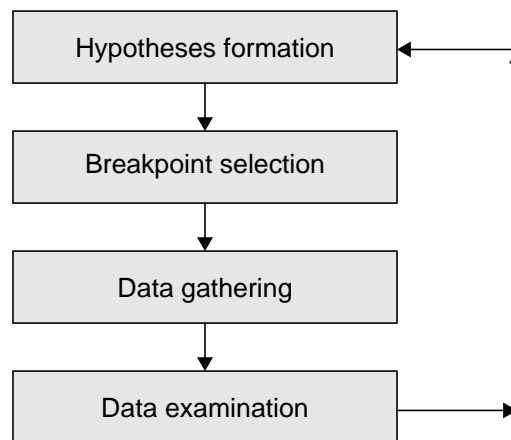 Hypotheses formation
Breakpoint selection
Data gathering
Data examination